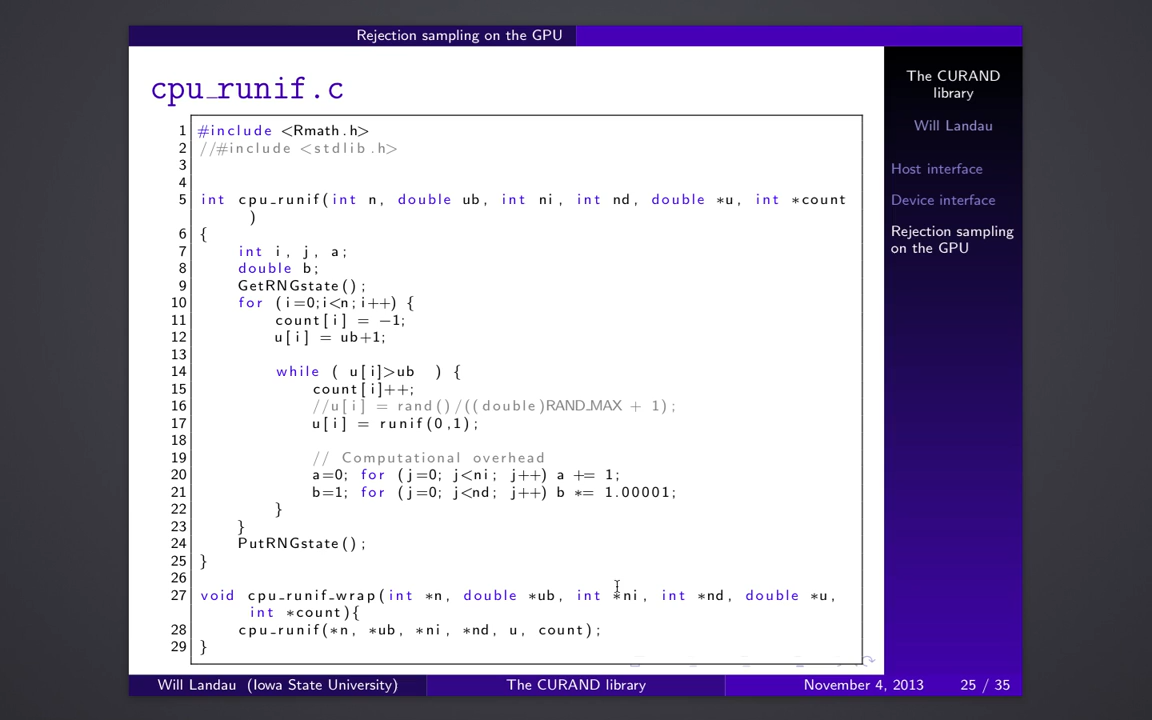 Rejection sampling on the GPU
cpu_runif.c
1 #include <Rmath.h>
2 //#include <stdlib.h>
3
4
5 int cpu_runif(int n, double ub, int ni, int nd, double *u, int *count
)
6 {
7 int i, j, a;
8 double b;
9 GetRNGstate();
10 for (i=0;i<n;i++) {
11 count[i] = -1;
12 u[i] = ub+1;
13
14 while ( u[i]>ub ) {
15 count[i]++;
16 //u[i] = rand()/((double)RAND_MAX + 1);
17 u[i] = runif(0,1);
18
19 // Computational overhead
20 a=0; for (j=0; j<ni; j++) a += 1;
21 b=1; for (j=0; j<nd; j++) b *= 1.00001;
22 }
23 }
24 PutRNGstate();
25 }
26
27 void cpu_runif_wrap(int *n, double *ub, int *ni, int *nd, double *u,
int *count){
28 cpu_runif(*n, *ub, *ni, *nd, u, count);
29 }
The CURAND
library
Will Landau
Host interface
Device interface
Rejection sampling
on the GPU
Will Landau (Iowa State University)
The CURAND library
November 4, 2013
25 / 35